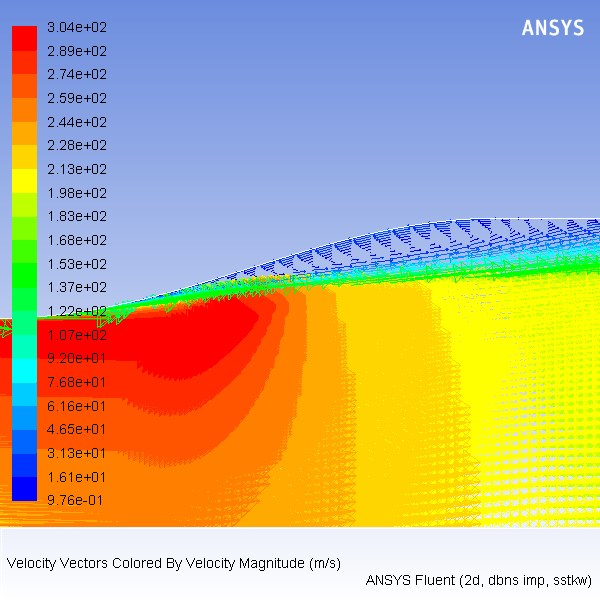 ANSYS
3.04e+02
2.89e+02
2.74e+02
2.59e+02
2.44e+02
2.28e+02
2.13e+02
1.98e+02
1.83e+02
1.68e+02
1.53e+02
1.37e+02
1.22e+02
1.07e+02
9.20e+01
7.68e+01
6.16e+01
4.65e+01
3.13e+01
1.61e+01
9.76e-01
Velocity Vectors Colored By Velocity Magnitude (m/s)
ANSYS Fluent (2d, dbns imp, sstkw)